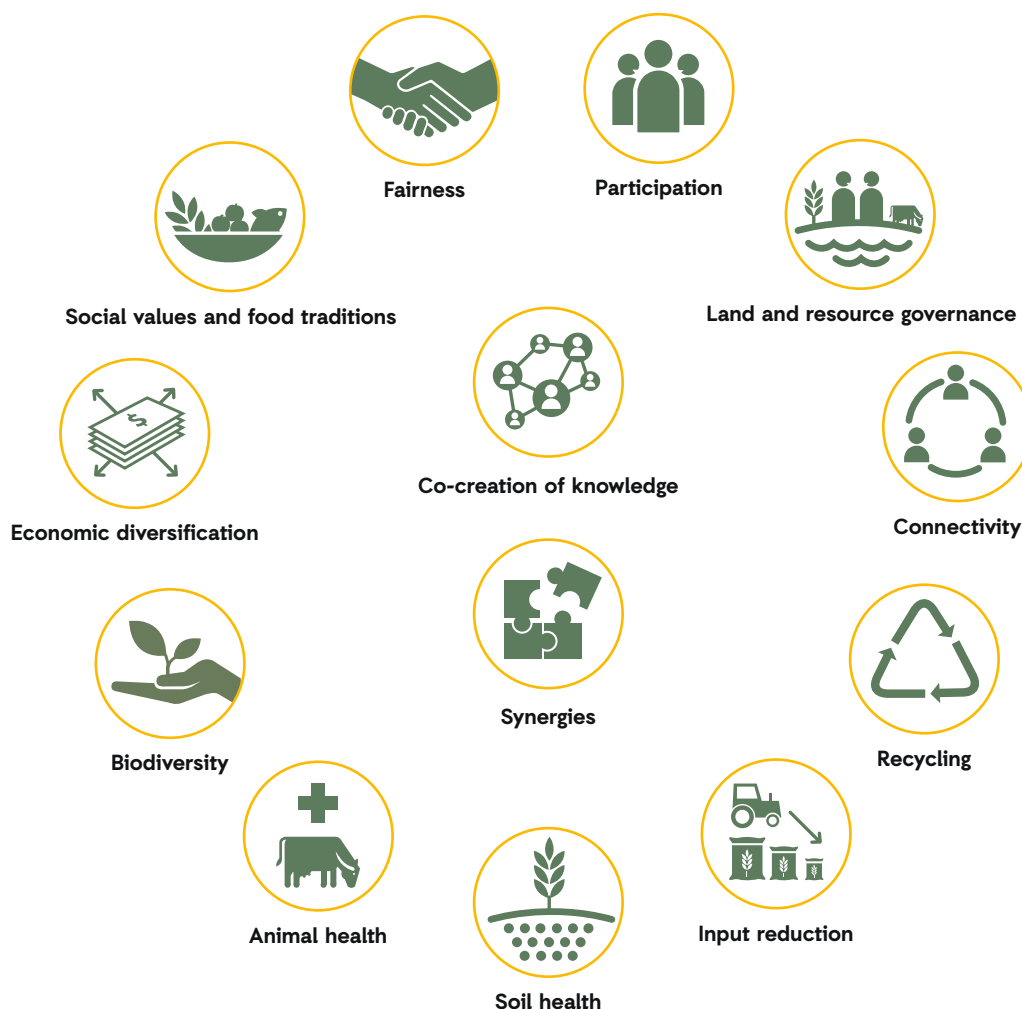 Fairness
Participation
Social values and food traditions
Land and resource governance
Co-creation of knowledge
$
Economic diversification
Connectivity
Synergies
Biodiversity
Recycling
Animal health
Input reduction
Soil health